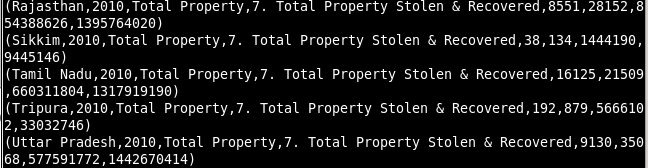 (Rajasthan,2010,Total Property,7. Total Property Stolen & Recovered,8551,28152,8
54388626,1395764020)
(Sikkim,2010,Total Property,7. Total Property Stolen & Recovered,38,134,1444190,
9445146)
(Tamil Nadu,2010,Total Property,7. Total Property Stolen & Recovered,16125,21509
,660311804,1317919190)
(Tripura,2010,Total Property,7. Total Property Stolen & Recovered,192,879,566610
2,33032746)
(Uttar Pradesh,2010,Total Property,7. Total Property Stolen & Recovered,9130,350
68,577591772,1442670414)